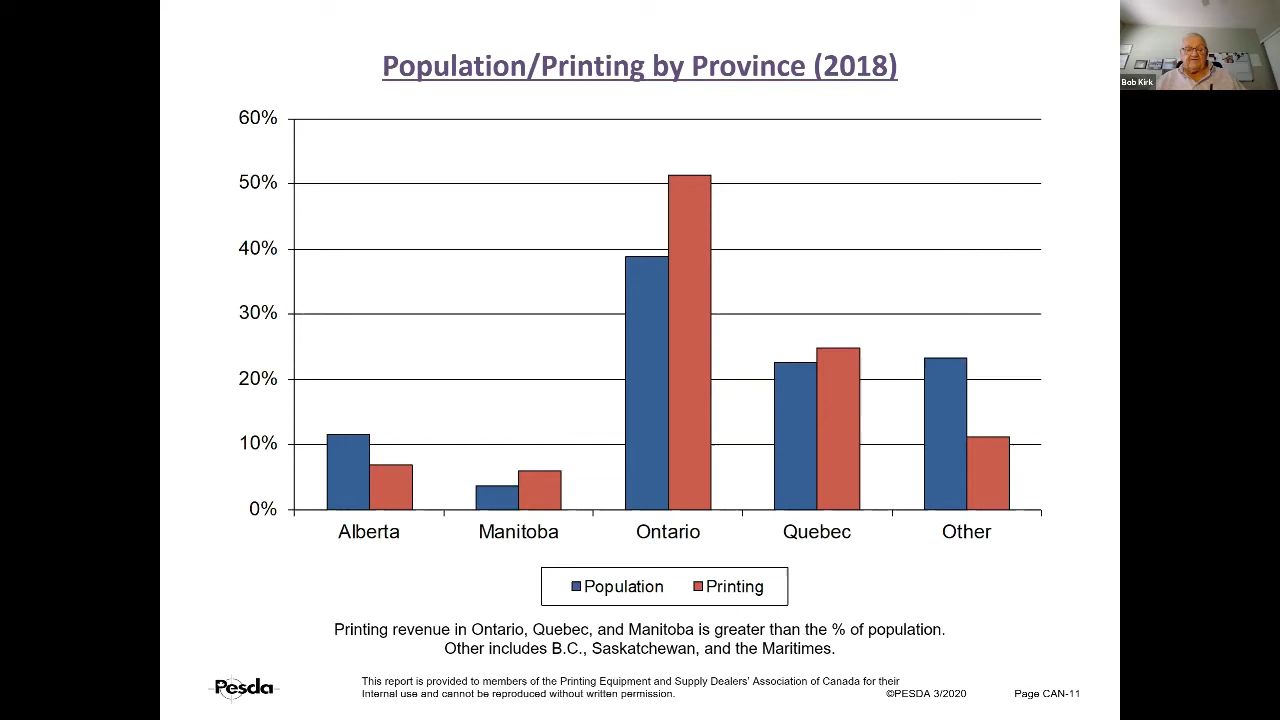 Population/Printing by Province (2018)
Bob Kirk
60%
50%
40%
30%
20%
10%
0%
Alberta Manitoba Ontario Quebec Other
Population Printing
Printing revenue in Ontario, Quebec, and Manitoba is greater than the % of population.
Other includes B.C., Saskatchewan, and the Maritimes.
Pesda
This report is provided to members of the Printing Equipment and Supply Dealers' Association of Canada for their
Internal use and cannot be reproduced without written permission.
©PESDA 3/2020 Page CAN-11